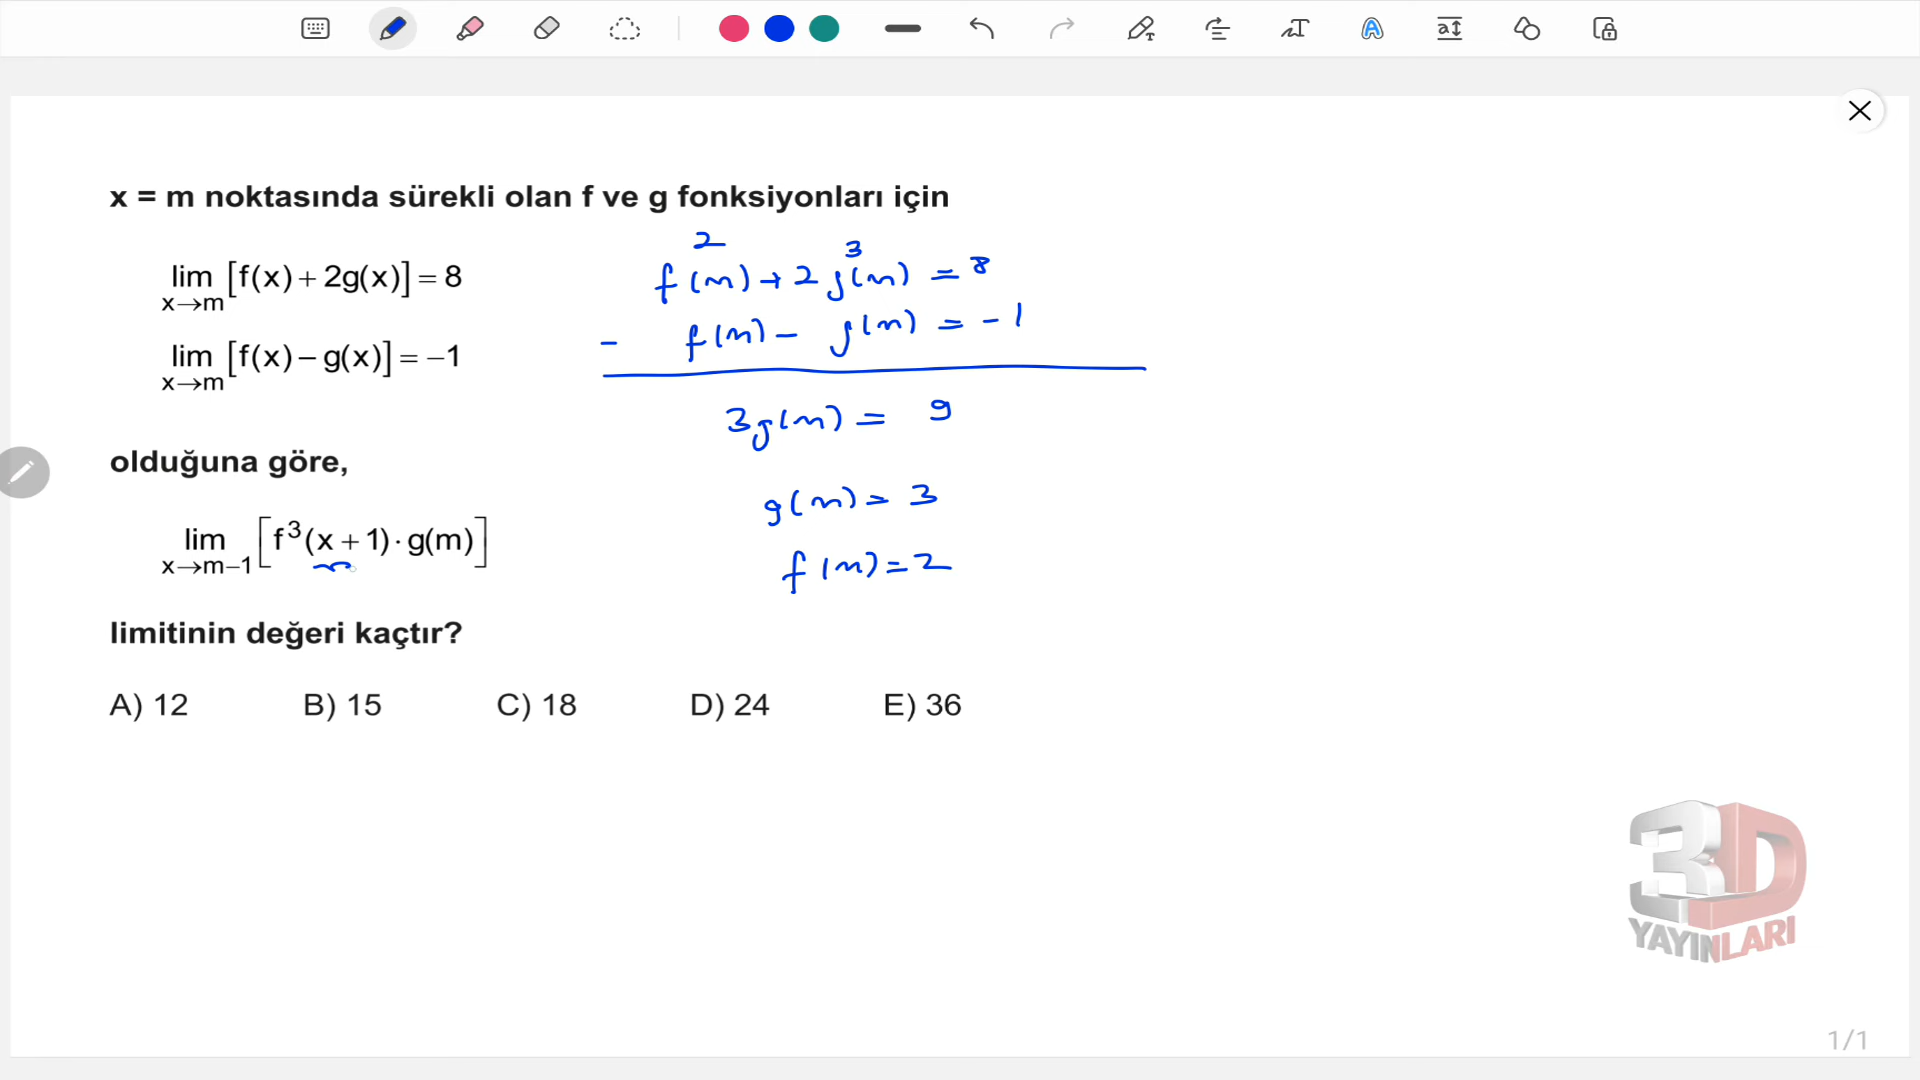 x = m noktasında sürekli olan f ve g fonksiyonları için
lim [f(x) + 2g(x)] = 8
x→m
lim [f(x) − g(x)] = −1
x→m
olduğuna göre,
lim [f³(x + 1) · g(m)]
x→m−1
limitinin değeri kaçtır?
A) 12 B) 15 C) 18 D) 24 E) 36
2 3
f(m) + 2 g(m) = 8
- f(m) - g(m) = -1
3g(m) = 9
g(m) = 3
f(m) = 2
3D
YAYINLARI
1/1